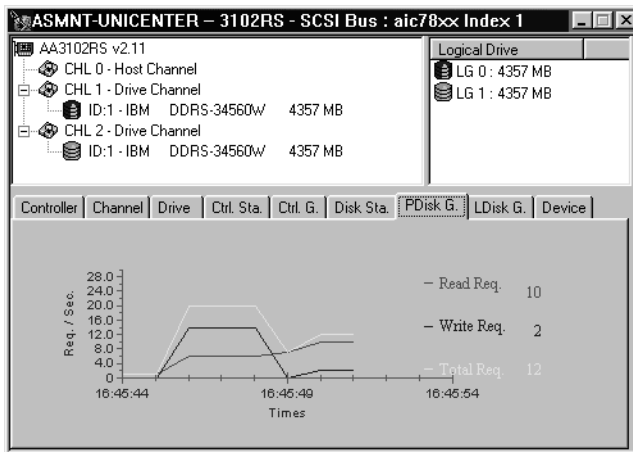 ASMNT-UNICENTER – 3102RS - SCSI Bus : aic78xx Index 1
AA3102RS v2.11
CHL 0 - Host Channel
CHL 1 - Drive Channel
ID:1 - IBM DDRS-34560W 4357 MB
CHL 2 - Drive Channel
ID:1 - IBM DDRS-34560W 4357 MB
Logical Drive
LG 0 : 4357 MB
LG 1 : 4357 MB
Controller Channel Drive Ctrl. Sta. Ctrl. G. Disk Sta. PDisk G. LDisk G. Device
28.0
24.0
20.0
16.0
12.0
8.0
4.0
0
Req. / Sec.
16:45:44 16:45:49 16:45:54
Times
Read Req. 10
Write Req. 2
Total Req. 12